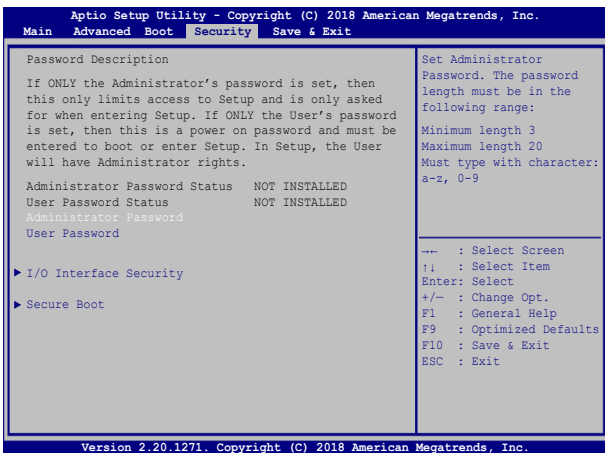 Aptio Setup Utility - Copyright (C) 2018 American Megatrends, Inc.
Main Advanced Boot Security Save & Exit
Password Description
If ONLY the Administrator's password is set, then
this only limits access to Setup and is only asked
for when entering Setup. If ONLY the User's password
is set, then this is a power on password and must be
entered to boot or enter Setup. In Setup, the User
will have Administrator rights.
Administrator Password Status NOT INSTALLED
User Password Status NOT INSTALLED
Administrator Password
User Password
▶ I/O Interface Security
▶ Secure Boot
Set Administrator
Password. The password
length must be in the
following range:
Minimum length 3
Maximum length 20
Must type with character:
a-z, 0-9
→← : Select Screen
↑↓ : Select Item
Enter: Select
+/— : Change Opt.
F1 : General Help
F9 : Optimized Defaults
F10 : Save & Exit
ESC : Exit
Version 2.20.1271. Copyright (C) 2018 American Megatrends, Inc.